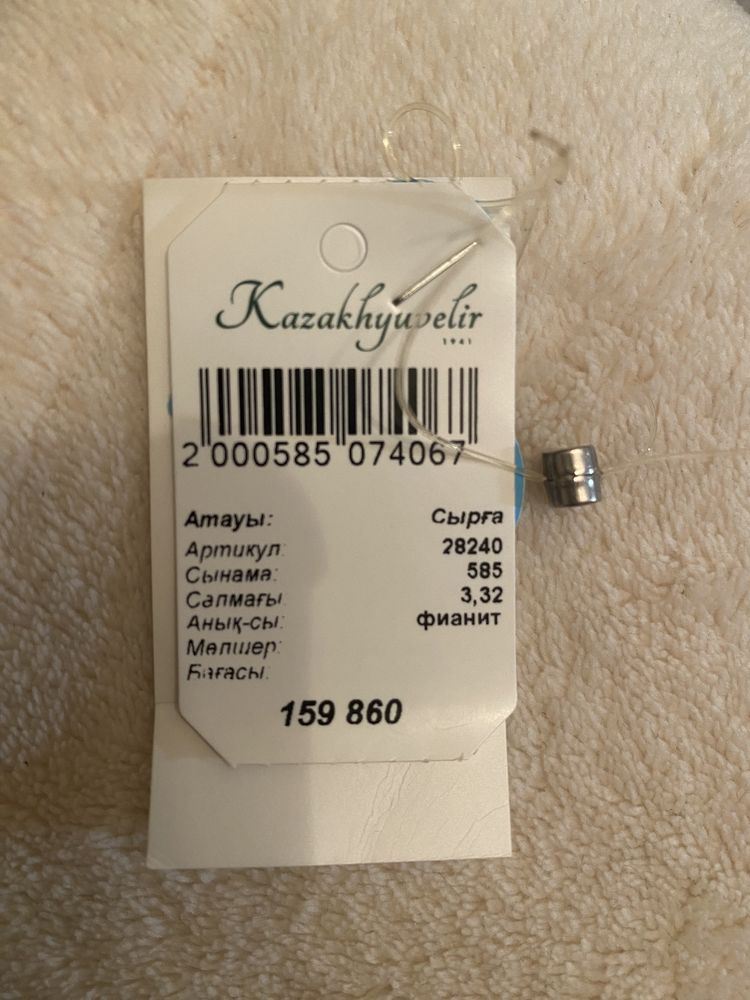 Kazakhyuvelir
1941
2 000585 074067
Атауы: Сырға
Артикул: 28240
Сынама: 585
Салмағы: 3,32
Анық-сы: фианит
Мөлшер:
Бағасы:
159 860